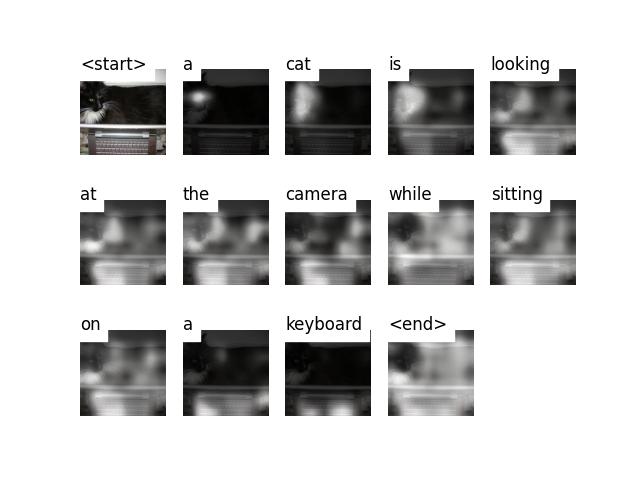 <start> a cat is looking
at the camera while sitting
on a keyboard <end>